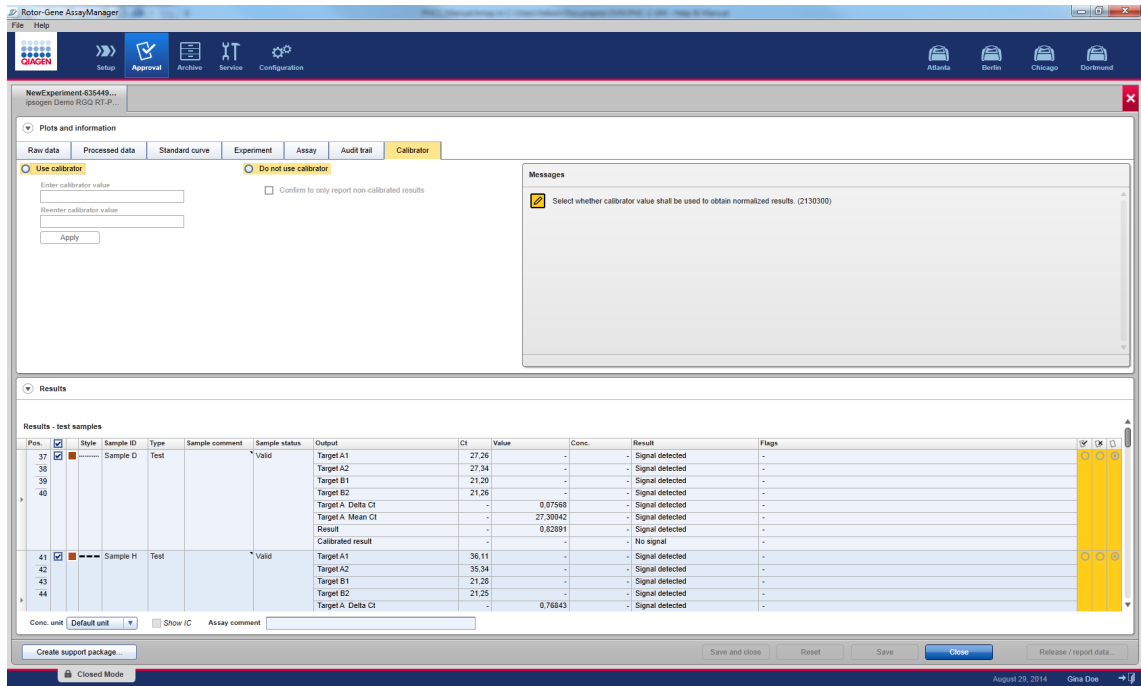 Rotor-Gene AssayManager
File Help
QIAGEN
Setup Approval Archive Service Configuration
Atlanta Berlin Chicago Dortmund
NewExperiment-635449...
ipsogen Demo RGQ RT-P...
Plots and information
Raw data Processed data Standard curve Experiment Assay Audit trail Calibrator
Use calibrator Do not use calibrator
Enter calibrator value
Confirm to only report non-calibrated results
Reenter calibrator value
Apply
Messages
Select whether calibrator value shall be used to obtain normalized results. (2130300)
Results
Results - test samples
Pos. Style Sample ID Type Sample comment Sample status Output Ct Value Conc. Result Flags
37 Sample D Test Valid Target A1 27,26 - - Signal detected -
38 Target A2 27,34 - - Signal detected -
39 Target B1 21,20 - - Signal detected -
40 Target B2 21,26 - - Signal detected -
Target A Delta Ct - 0,07568 - Signal detected -
Target A Mean Ct - 27,30042 - Signal detected -
Result - 0,82891 - Signal detected -
Calibrated result - - - No signal -
41 Sample H Test Valid Target A1 36,11 - - Signal detected -
42 Target A2 35,34 - - Signal detected -
43 Target B1 21,28 - - Signal detected -
44 Target B2 21,25 - - Signal detected -
Target A Delta Ct - 0,76843 - Signal detected -
Conc. unit Default unit Show IC Assay comment
Create support package... Save and close Reset Save Close Release / report data...
Closed Mode August 29, 2014 Gina Doe